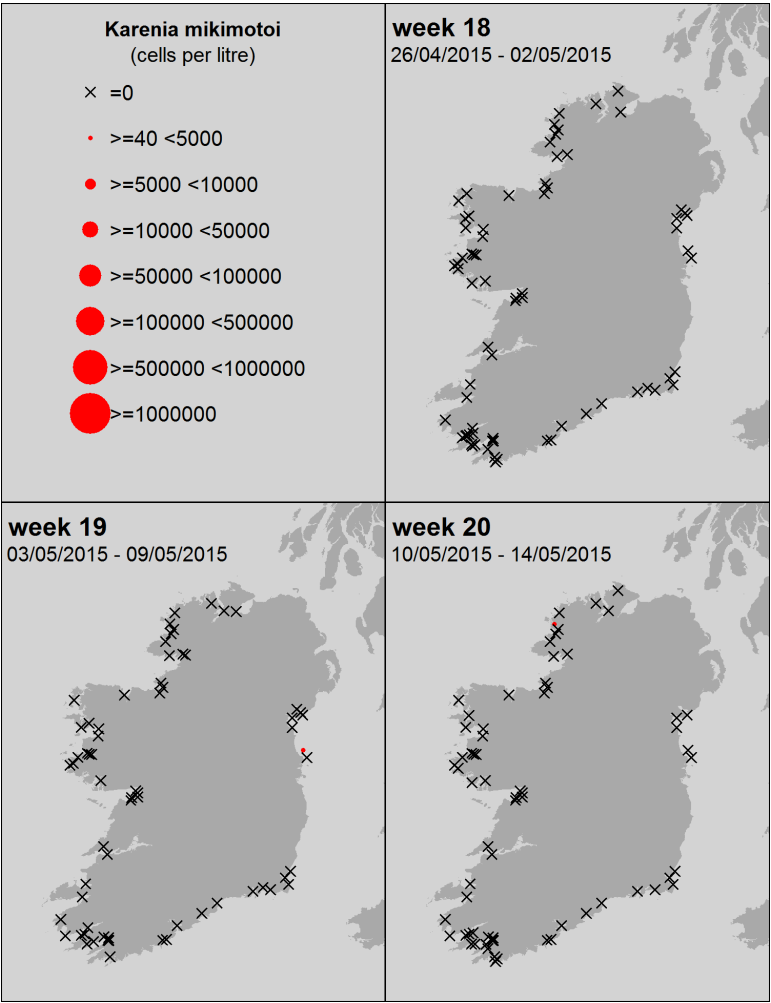 Karenia mikimotoi
(cells per litre)
=0
>=40 <5000
>=5000 <10000
>=10000 <50000
>=50000 <100000
>=100000 <500000
>=500000 <1000000
>=1000000
week 18
26/04/2015 - 02/05/2015
week 19
03/05/2015 - 09/05/2015
week 20
10/05/2015 - 14/05/2015